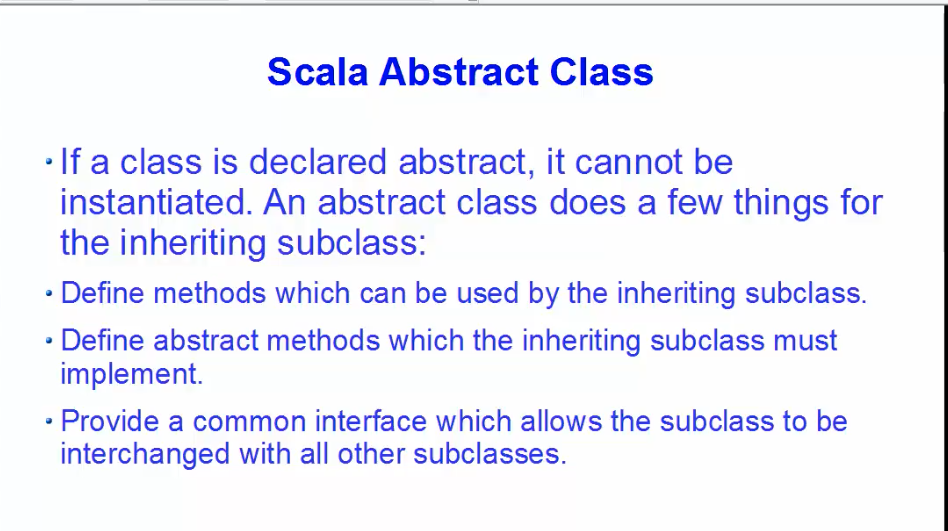 Scala Abstract Class
• If a class is declared abstract, it cannot be
instantiated. An abstract class does a few things for
the inheriting subclass:
• Define methods which can be used by the inheriting subclass.
• Define abstract methods which the inheriting subclass must
implement.
• Provide a common interface which allows the subclass to be
interchanged with all other subclasses.